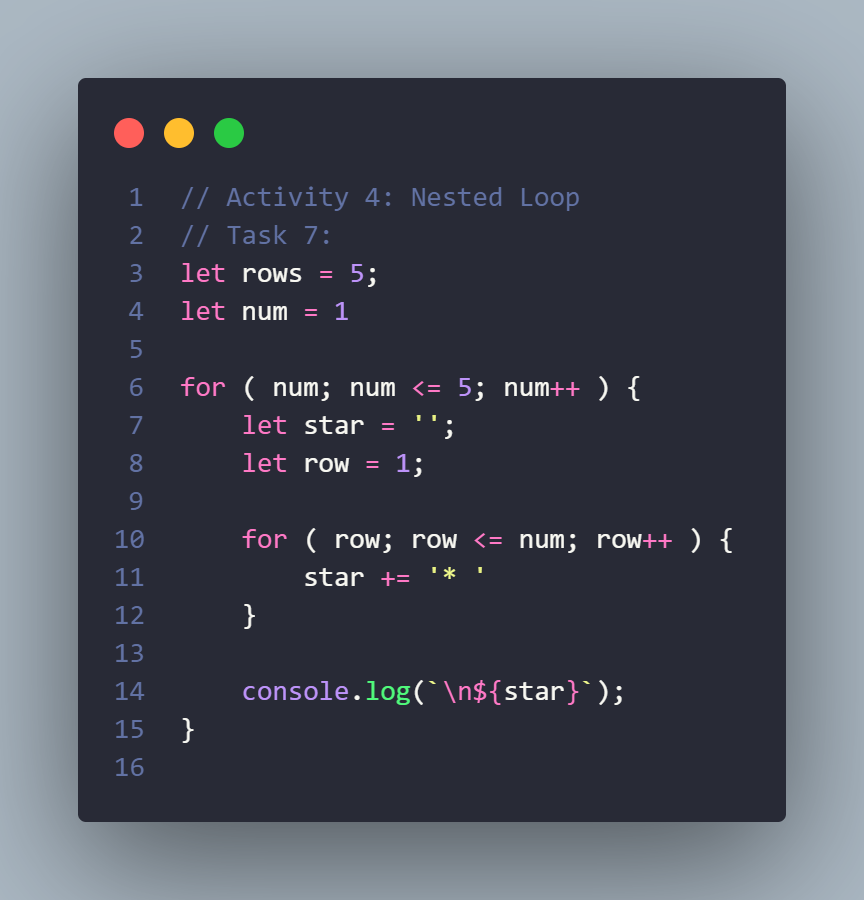 1 // Activity 4: Nested Loop
2 // Task 7:
3 let rows = 5;
4 let num = 1
5
6 for ( num; num <= 5; num++ ) {
7     let star = '';
8     let row = 1;
9
10     for ( row; row <= num; row++ ) {
11         star += '* '
12     }
13
14     console.log(`\n${star}`);
15 }
16